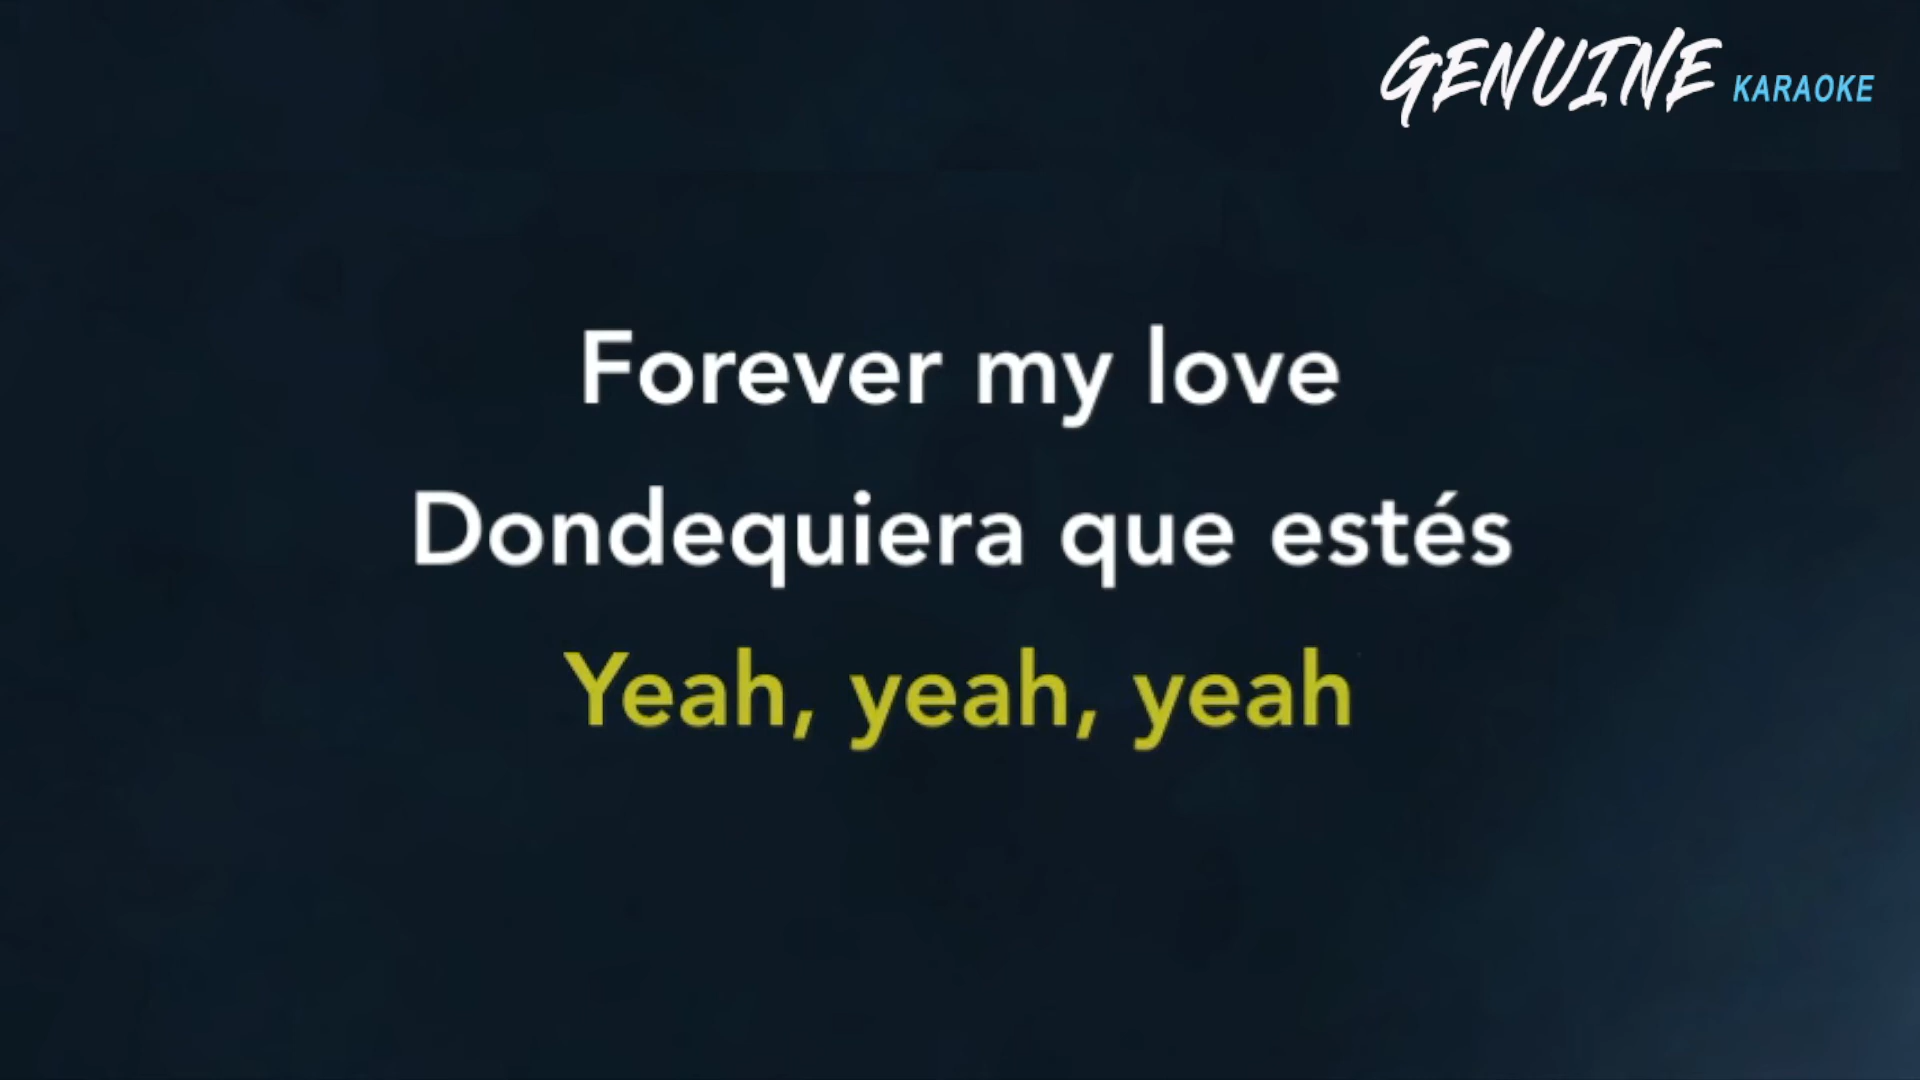 GENUINE KARAOKE
Forever my love
Dondequiera que estés
Yeah, yeah, yeah